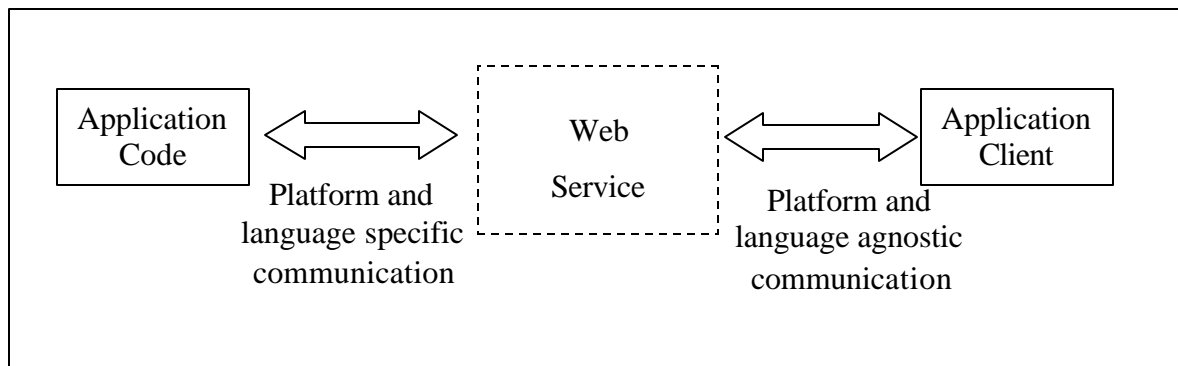 Application
Code
Platform and
language specific
communication
Web
Service
Platform and
language agnostic
communication
Application
Client